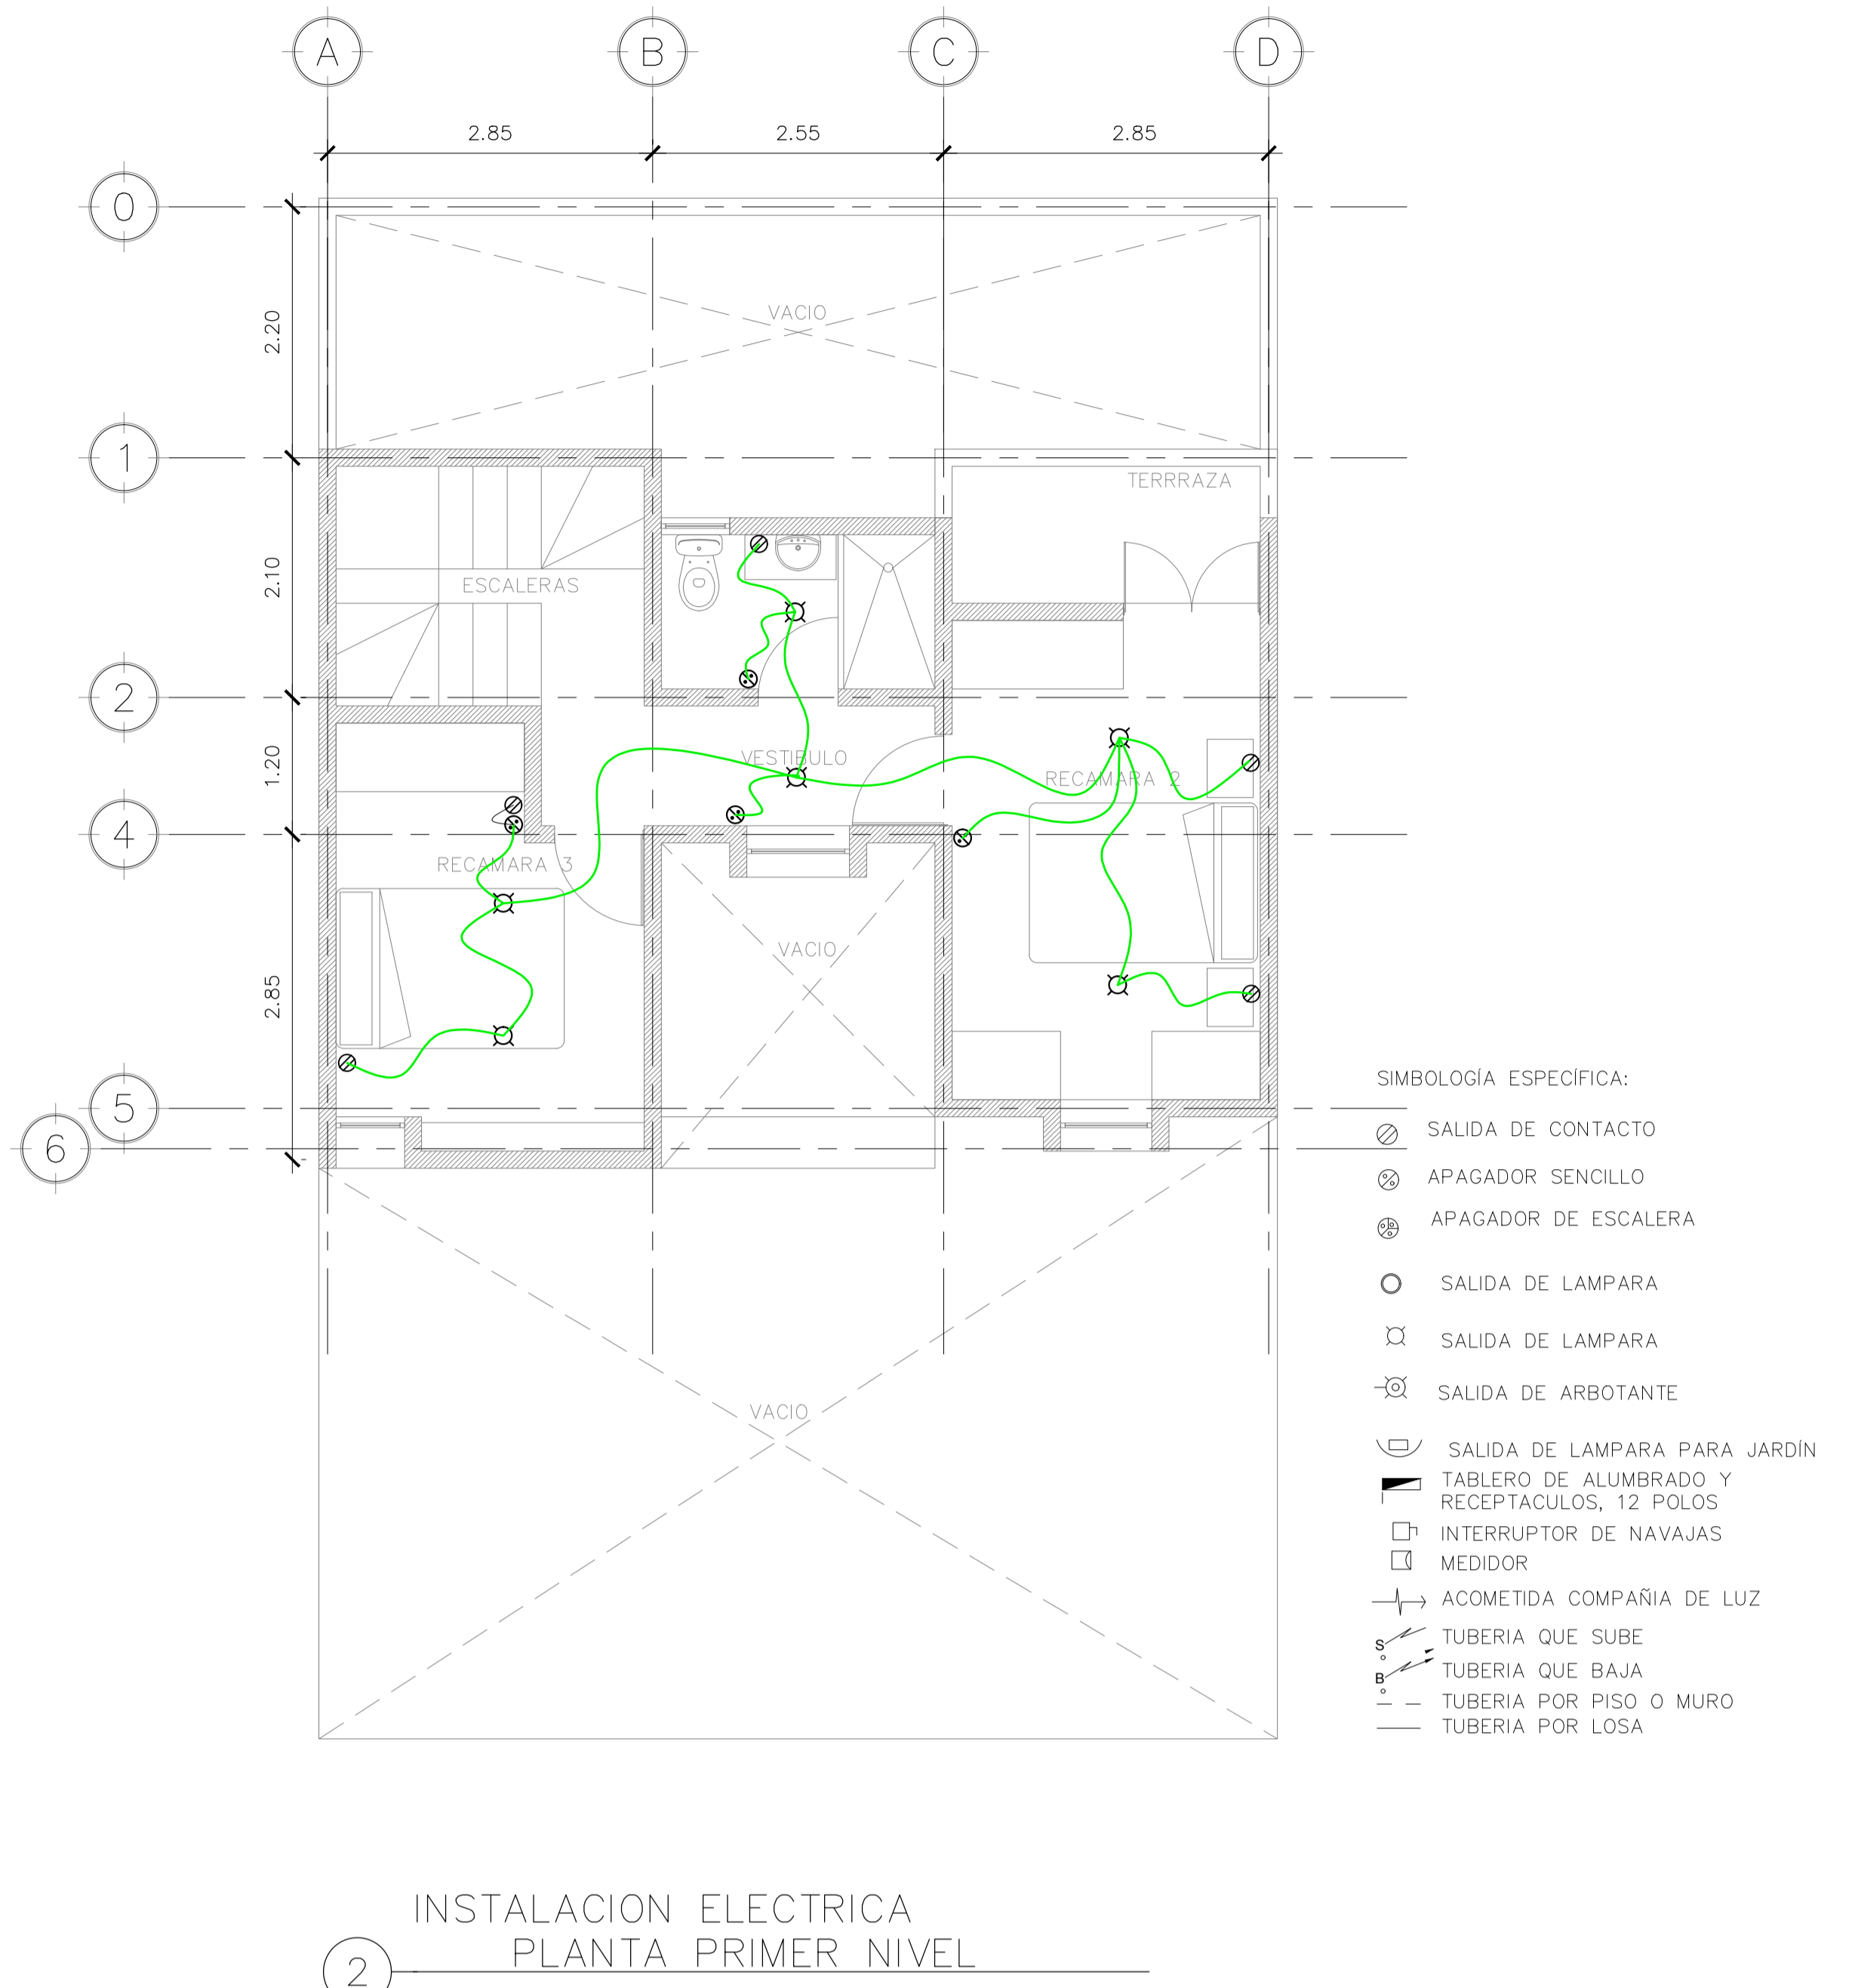 A B C D
2.85 2.55 2.85
0
2.20
VACIO
1
TERRRAZA
2.10
ESCALERAS
2
1.20
VESTIBULO
RECAMARA 2
4
RECAMARA 3
VACIO
2.85
5
6
VACIO
SIMBOLOGÍA ESPECÍFICA:
SALIDA DE CONTACTO
APAGADOR SENCILLO
APAGADOR DE ESCALERA
SALIDA DE LAMPARA
SALIDA DE LAMPARA
SALIDA DE ARBOTANTE
SALIDA DE LAMPARA PARA JARDÍN
TABLERO DE ALUMBRADO Y
RECEPTACULOS, 12 POLOS
INTERRUPTOR DE NAVAJAS
MEDIDOR
ACOMETIDA COMPAÑIA DE LUZ
S TUBERIA QUE SUBE
B TUBERIA QUE BAJA
TUBERIA POR PISO O MURO
TUBERIA POR LOSA
INSTALACION ELECTRICA
PLANTA PRIMER NIVEL
2